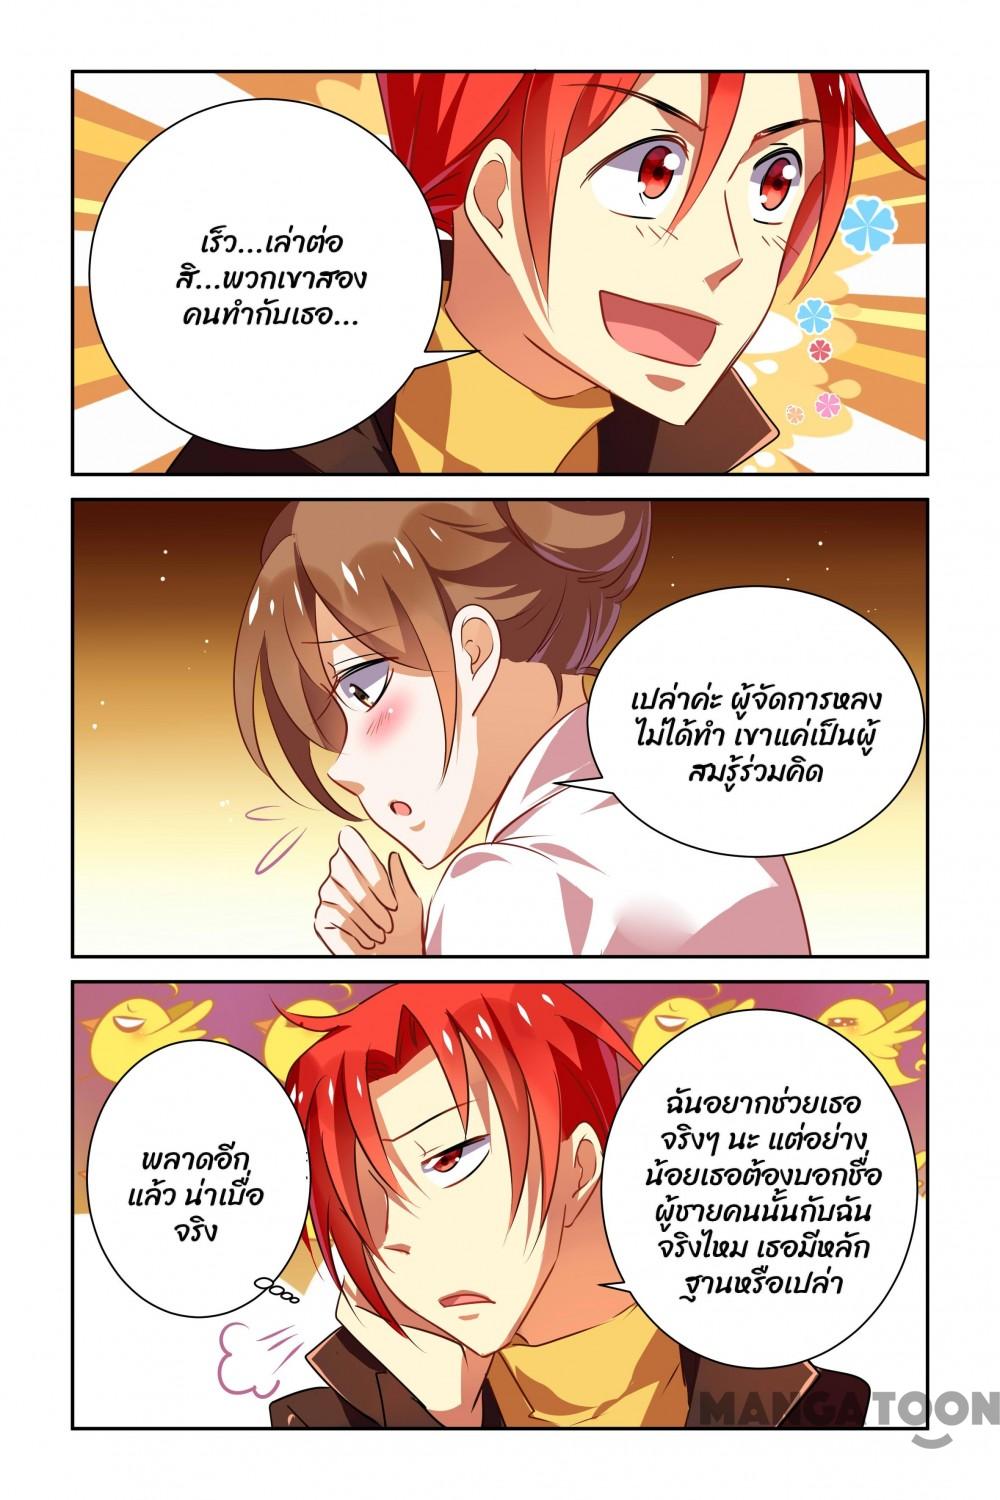 เร็ว...เล่าต่อ
สิ...พวกเขาสอง
คนทำกับเธอ...
เปล่าค่ะ ผู้จัดการหลง
ไม่ได้ทำ เขาแค่เป็นผู้
สมรู้ร่วมคิด
พลาดอีก
แล้ว น่าเบื่อ
จริง
ฉันอยากช่วยเธอ
จริงๆ นะ แต่อย่าง
น้อยเธอต้องบอกชื่อ
ผู้ชายคนนั้นกับฉัน
จริงไหม เธอมีหลัก
ฐานหรือเปล่า
MANGATOON